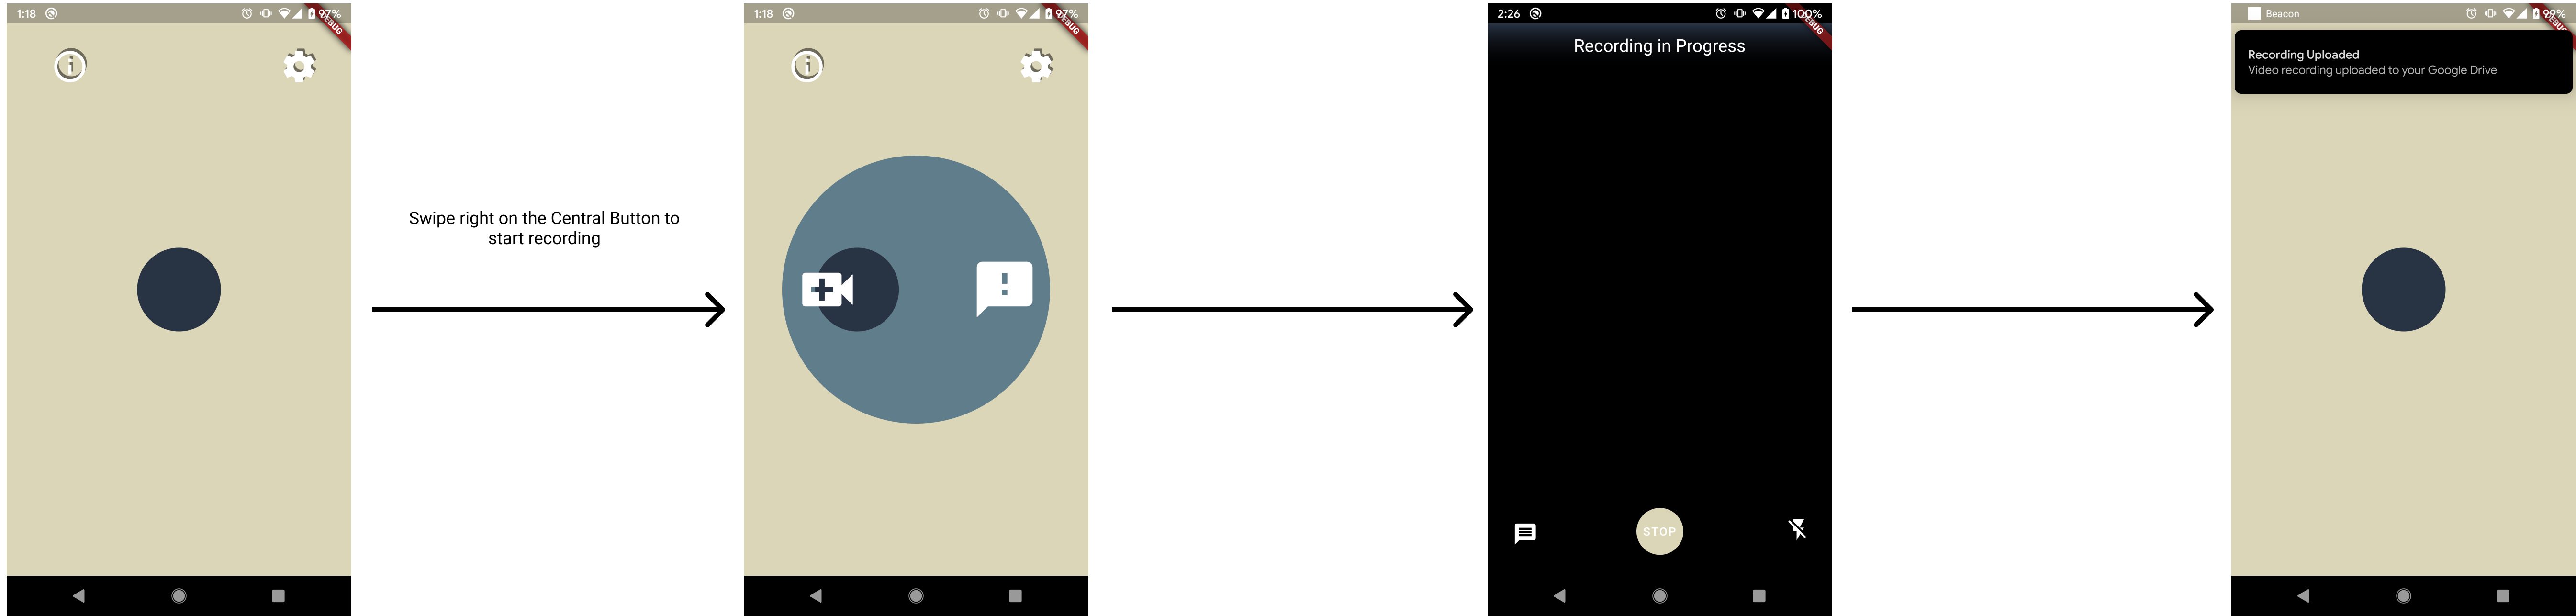 1:18
97%
DEBUG
Swipe right on the Central Button to
start recording
1:18
97%
DEBUG
2:26
100%
DEBUG
Recording in Progress
STOP
Beacon
99%
DEBUG
Recording Uploaded
Video recording uploaded to your Google Drive